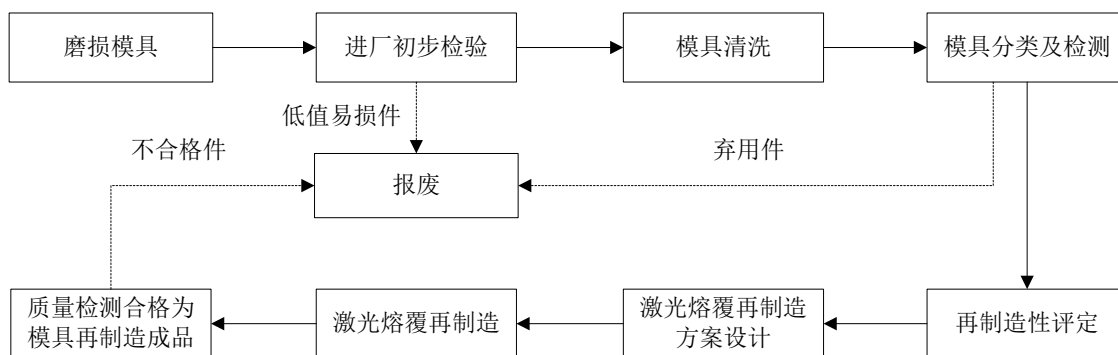 磨损模具
进厂初步检验
模具清洗
模具分类及检测
低值易损件
不合格件
弃用件
报废
质量检测合格为
模具再制造成品
激光熔覆再制造
激光熔覆再制造
方案设计
再制造性评定